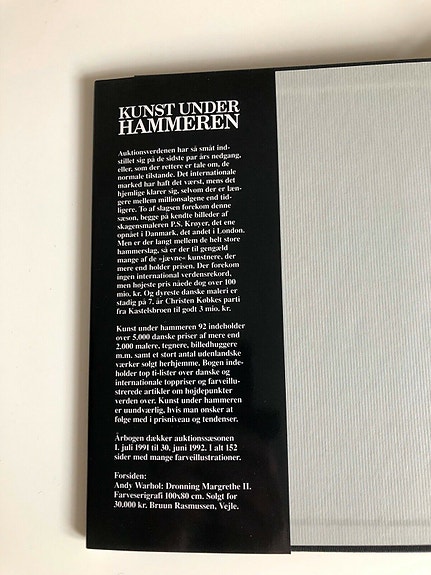 KUNST UNDER
HAMMEREN
Auktionsverdenen har så småt ind-
stillet sig på de sidste par års nedgang,
eller, som der rettere er tale om, de
normale tilstande. Det internationale
marked har haft det værst, mens det
hjemlige klarer sig, selvom der er læn-
gere mellem millionsalgene end tid-
ligere. To af slagsen forekom denne
sæson, begge på kendte billeder af
skagensmaleren P.S. Krøyer, det ene
opnået i Danmark, det andet i London.
Men er der langt mellem de helt store
hammerslag, så er der til gengæld
mange af de »jævne« kunstnere, der
mere end holder prisen. Der forekom
ingen international verdensrekord,
men højeste pris nåede dog over 100
mio. kr. Og dyreste danske maleri er
stadig på 7. år Christen Købkes parti
fra Kastelsbroen til godt 3 mio. kr.
Kunst under hammeren 92 indeholder
over 5.000 danske priser af mere end
2.000 malere, tegnere, billedhuggere
m.m. samt et stort antal udenlandske
værker solgt herhjemme. Bogen inde-
holder top ti-lister over danske og
internationale toppriser og farveillu-
strerede artikler om højdepunkter
verden over. Kunst under hammeren
er uundværlig, hvis man ønsker at
følge med i prisniveau og tendenser.
Årbogen dækker auktionssæsonen
1. juli 1991 til 30. juni 1992. I alt 152
sider med mange farveillustrationer.
Forsiden:
Andy Warhol: Dronning Margrethe II.
Farveserigrafi 100x80 cm. Solgt for
30.000 kr. Bruun Rasmussen, Vejle.